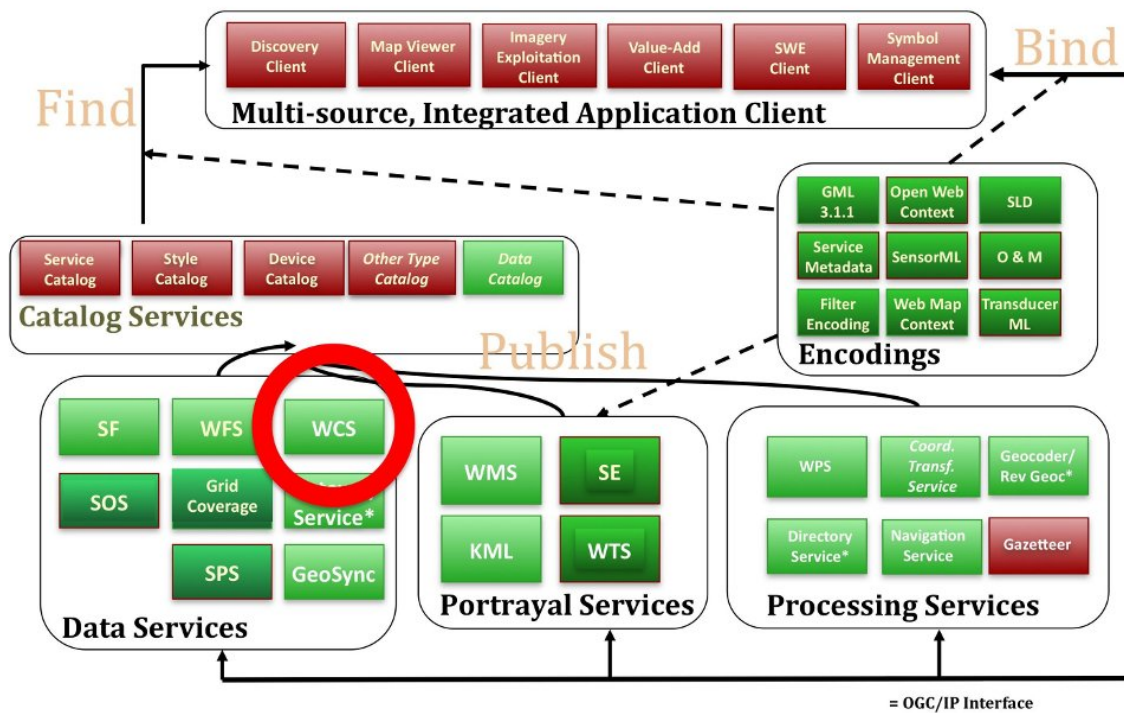 Discovery
Client
Map Viewer
Client
Imagery
Exploitation
Client
Value-Add
Client
SWE
Client
Symbol
Management
Client
Multi-source, Integrated Application Client
Find
Bind
GML
3.1.1
Open Web
Context
SLD
Service
Metadata
SensorML
O & M
Filter
Encoding
Web Map
Context
Transducer
ML
Encodings
Service
Catalog
Style
Catalog
Device
Catalog
Other Type
Catalog
Data
Catalog
Catalog Services
Publish
SF
WFS
WCS
SOS
Grid
Coverage
Service*
SPS
GeoSync
Data Services
WMS
SE
KML
WTS
Portrayal Services
WPS
Coord.
Transf.
Service
Geocoder/
Rev Geoc*
Directory
Service*
Navigation
Service
Gazetteer
Processing Services
= OGC/IP Interface